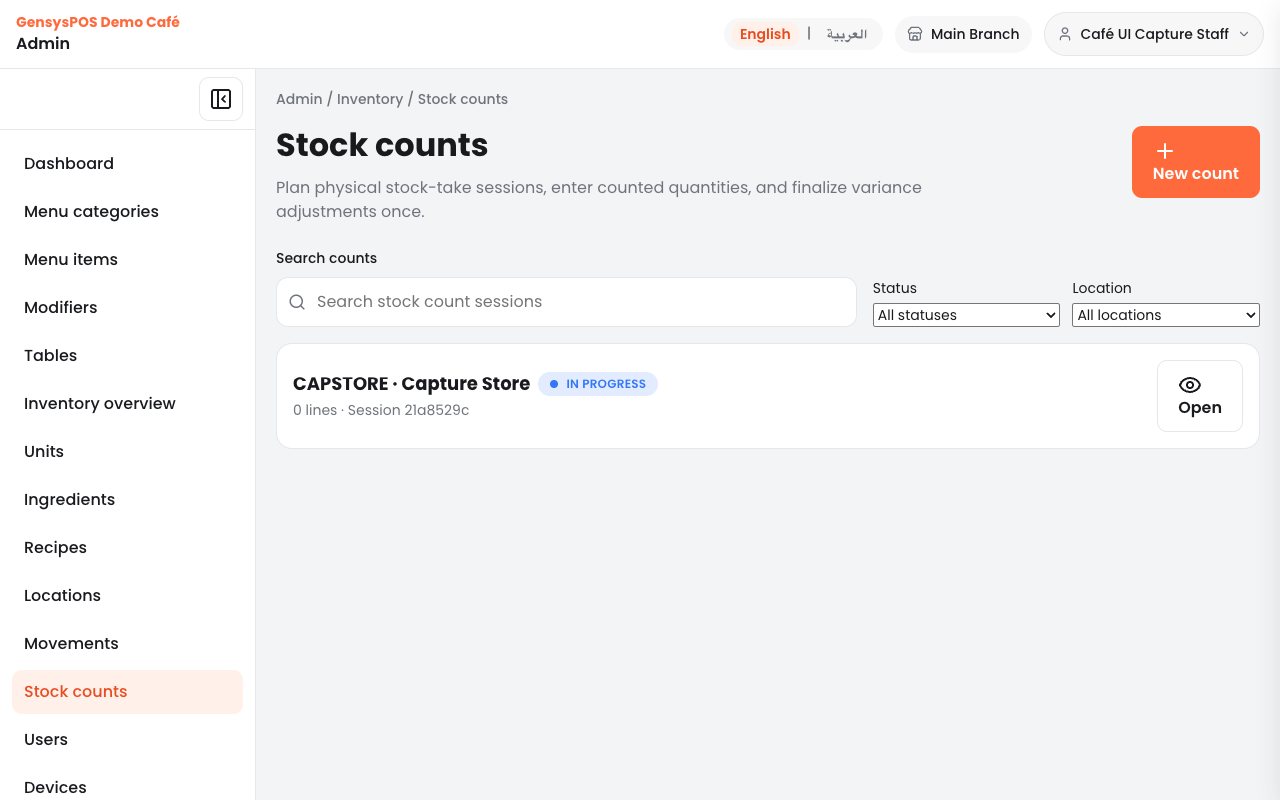 GensysPOS Demo Café
Admin
English | العربية
Main Branch
Café UI Capture Staff
Dashboard
Menu categories
Menu items
Modifiers
Tables
Inventory overview
Units
Ingredients
Recipes
Locations
Movements
Stock counts
Users
Devices
Admin / Inventory / Stock counts
Stock counts
Plan physical stock-take sessions, enter counted quantities, and finalize variance
adjustments once.
New count
Search counts
Search stock count sessions
Status
All statuses
Location
All locations
CAPSTORE · Capture Store
IN PROGRESS
0 lines · Session 21a8529c
Open